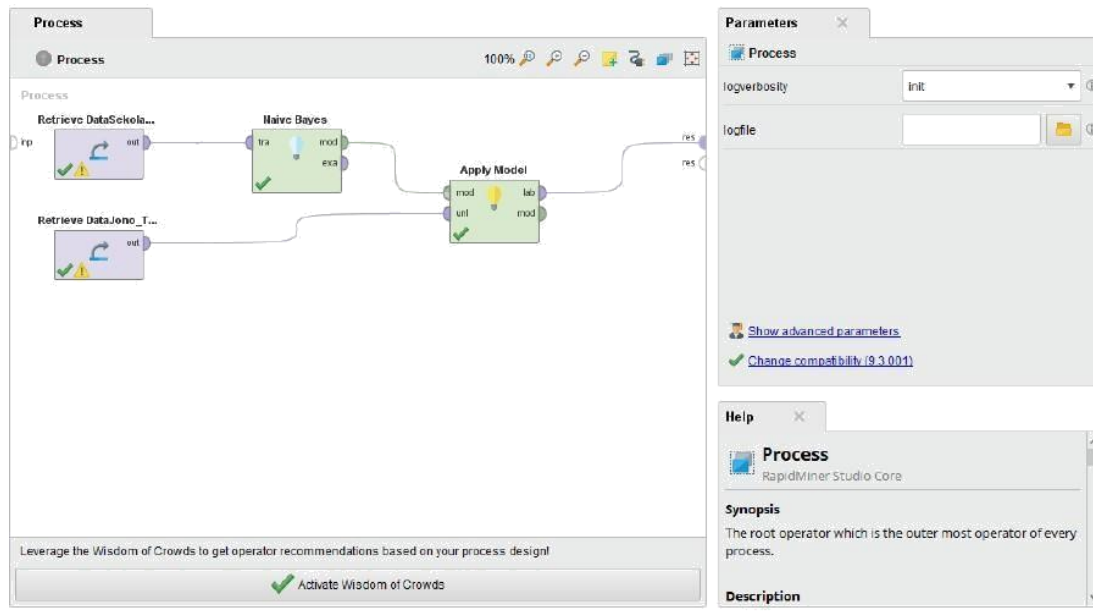 Process
Process
100%
Process
inp
Retrieve DataSekola...
out
Naive Bayes
tra
mod
exa
Apply Model
mod
lab
unl
mod
res
res
Retrieve DataJono_T...
out
Leverage the Wisdom of Crowds to get operator recommendations based on your process design!
Activate Wisdom of Crowds
Parameters
Process
logverbosity
init
logfile
Show advanced parameters
Change compatibility (9.3.001)
Help
Process
RapidMiner Studio Core
Synopsis
The root operator which is the outer most operator of every
process.
Description